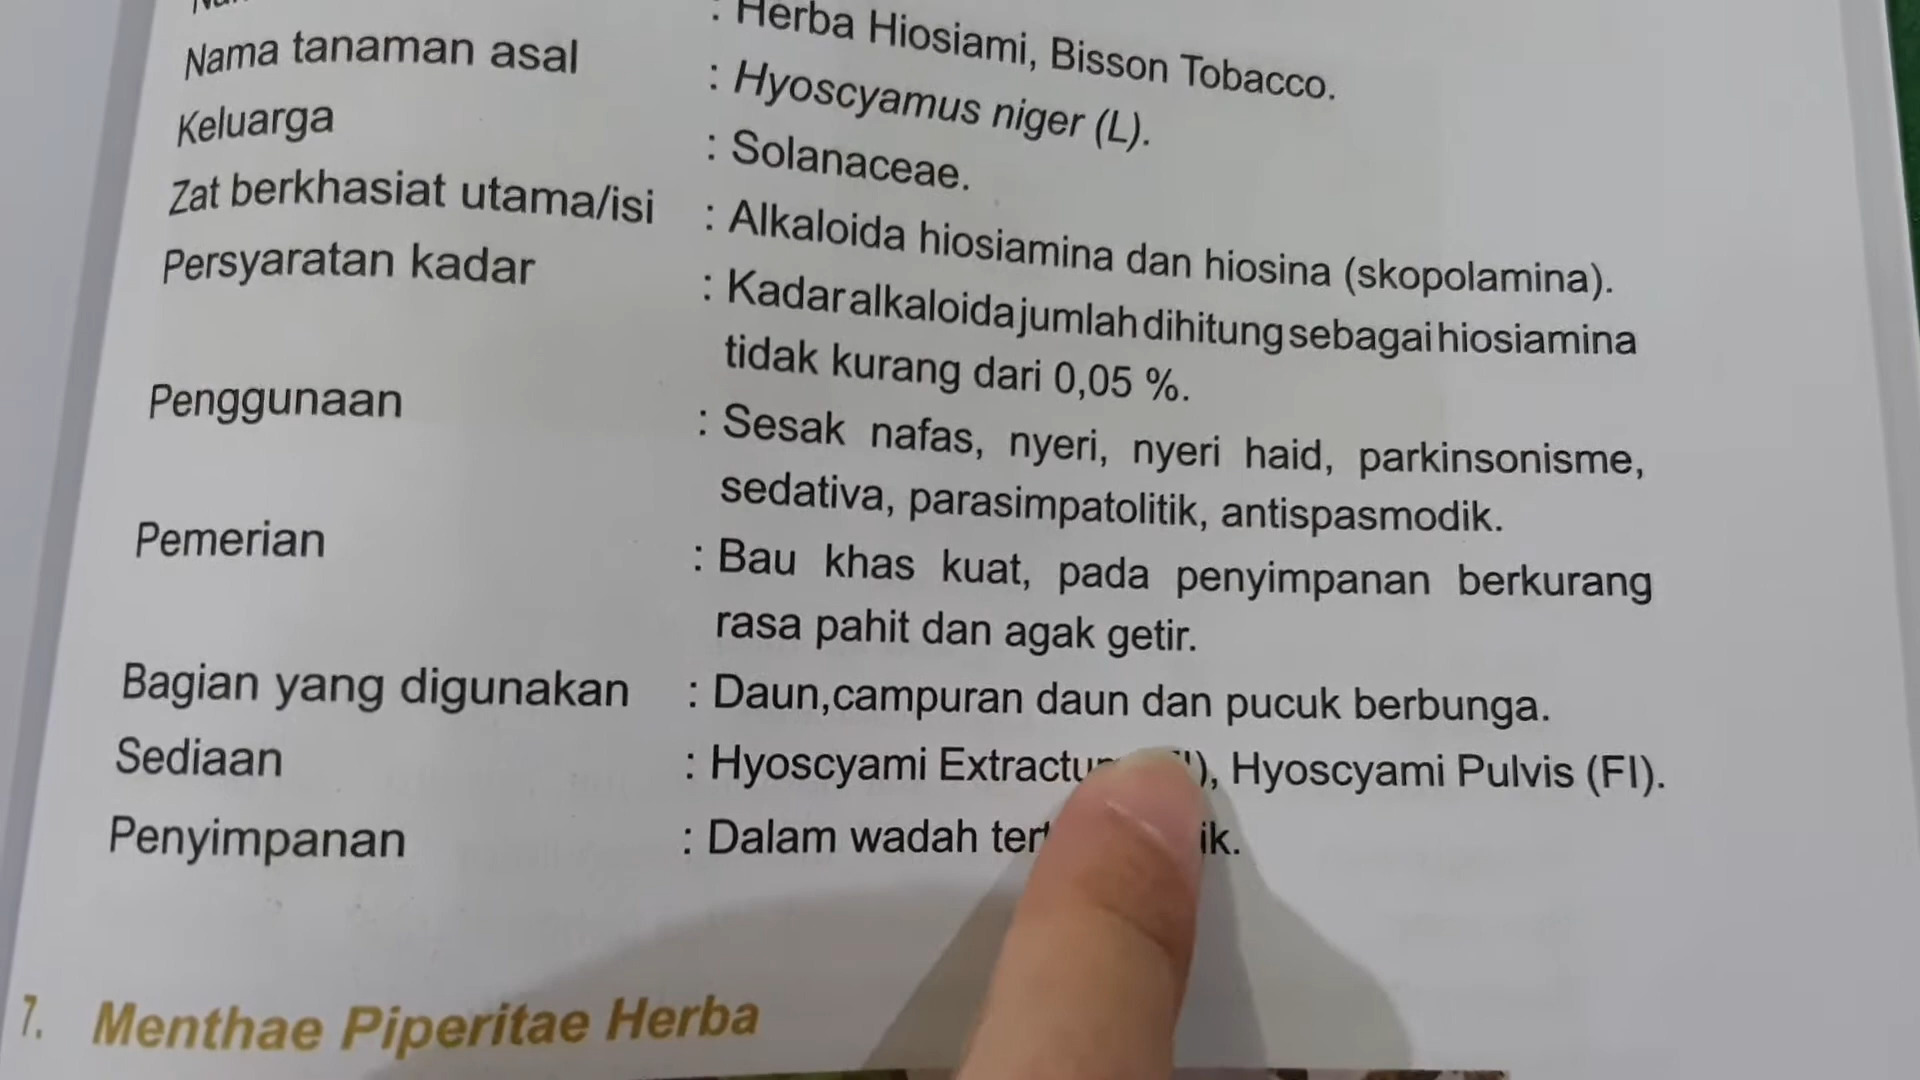 : Herba Hiosiami, Bisson Tobacco.
Nama tanaman asal : Hyoscyamus niger (L).
Keluarga : Solanaceae.
Zat berkhasiat utama/isi : Alkaloida hiosiamina dan hiosina (skopolamina).
Persyaratan kadar : Kadar alkaloida jumlah dihitung sebagai hiosiamina
tidak kurang dari 0,05 %.
Penggunaan : Sesak nafas, nyeri, nyeri haid, parkinsonisme,
sedativa, parasimpatolitik, antispasmodik.
Pemerian : Bau khas kuat, pada penyimpanan berkurang
rasa pahit dan agak getir.
Bagian yang digunakan : Daun,campuran daun dan pucuk berbunga.
Sediaan : Hyoscyami Hyoscyami Pulvis (FI).
Penyimpanan : Dalam wadah
7. Menthae Piperitae Herba